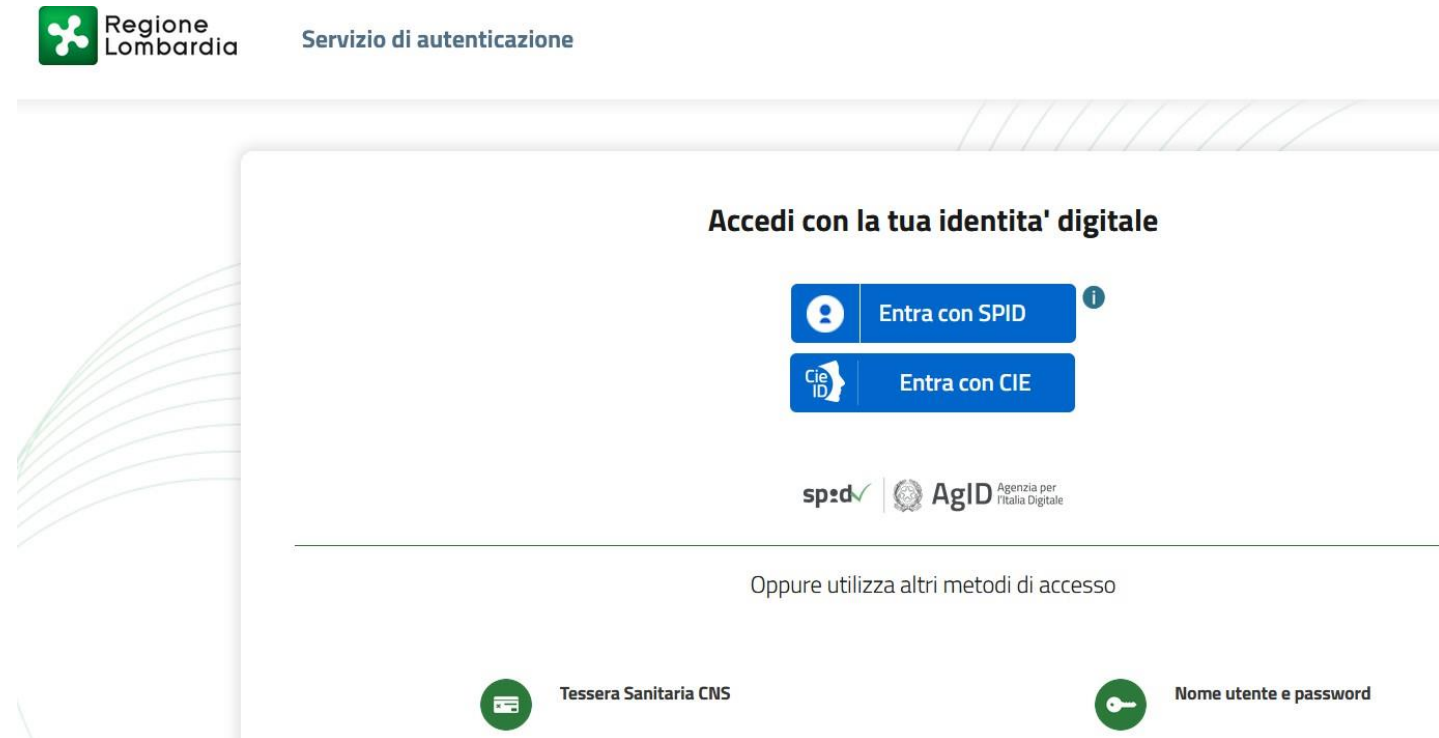 Regione
Lombardia
Servizio di autenticazione
Accedi con la tua identita' digitale
Entra con SPID
i
Cie
ID
Entra con CIE
spid
AgID
Agenzia per
l'Italia Digitale
Oppure utilizza altri metodi di accesso
Tessera Sanitaria CNS
Nome utente e password